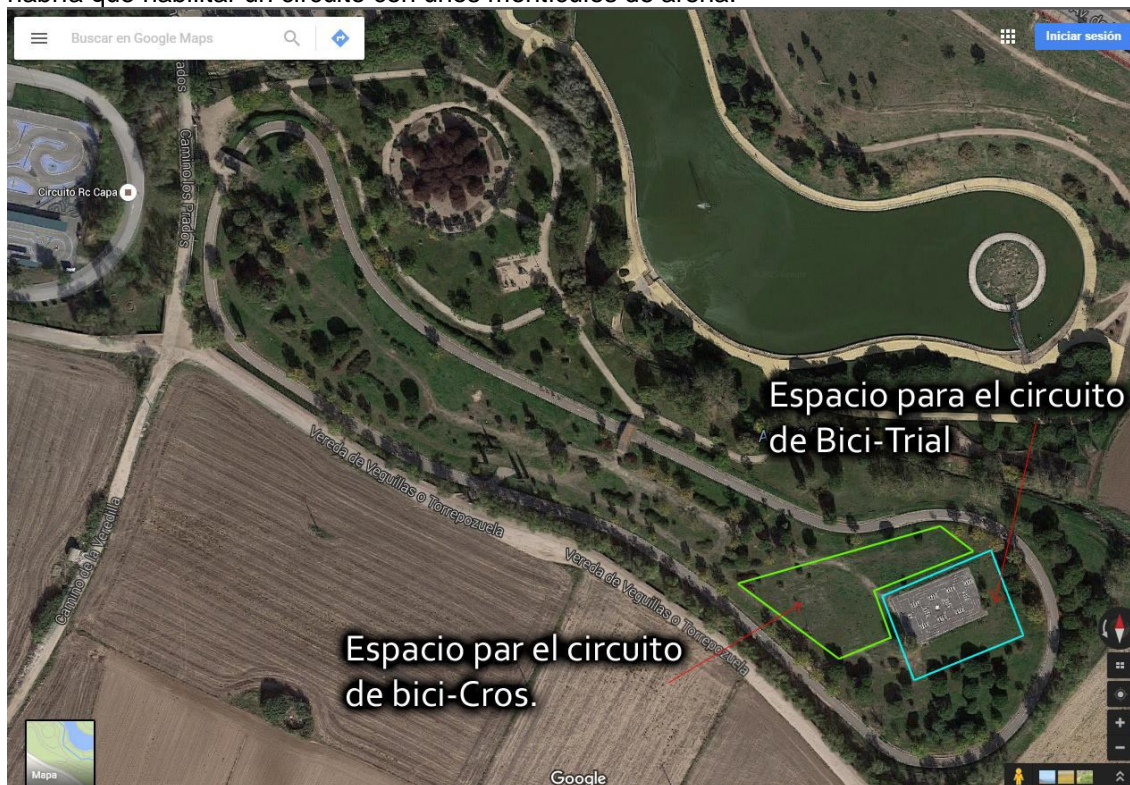 habría que habilitar un circuito con unos montículos de arena.
Buscar en Google Maps
Iniciar sesión
Circuito Rc Capa
Camino los Prados
Espacio para el circuito
de Bici-Trial
Vereda de Veguillas o Torrepozuela
Vereda de Veguillas o Torrepozuela
Camino de la Veredilla
Espacio par el circuito
de bici-Cros.
Mapa
Google